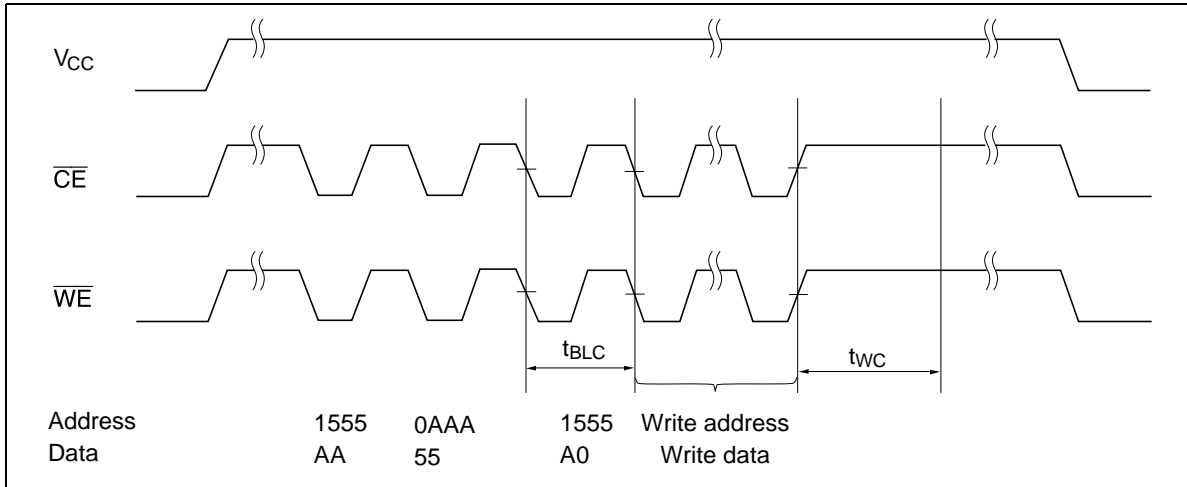 VCC
CE
WE
tBLC
tWC
Address 1555 0AAA 1555 Write address
Data AA 55 A0 Write data